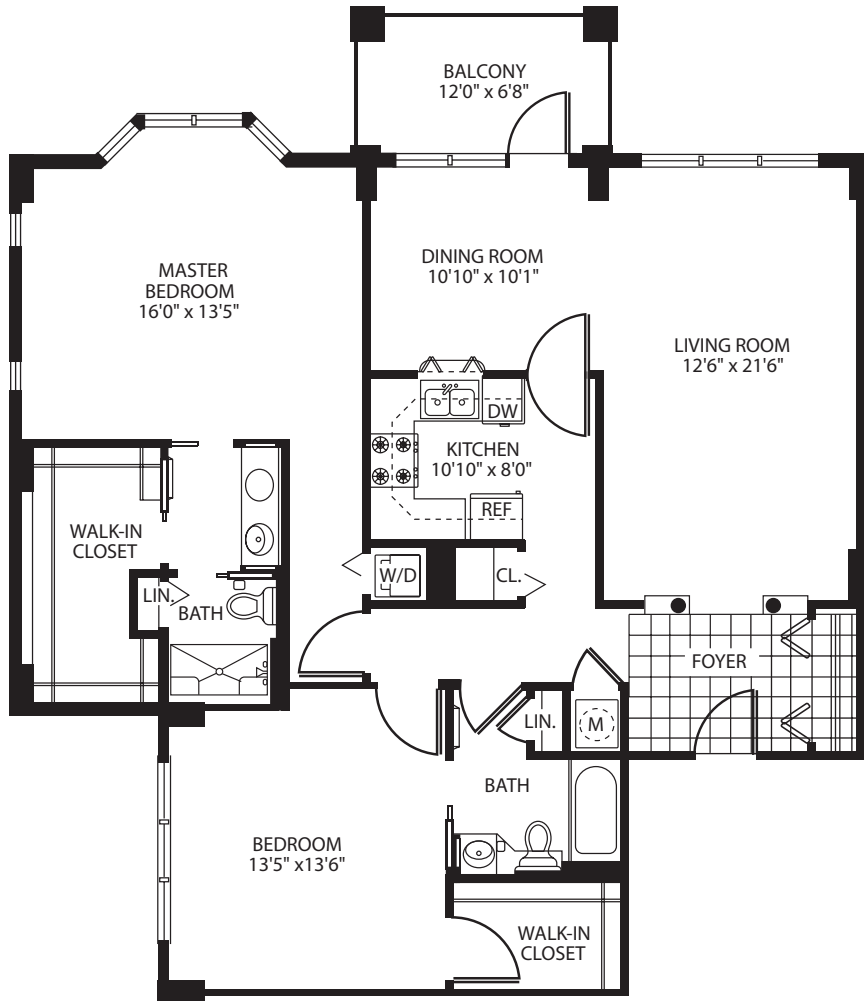 BALCONY
12'0" x 6'8"
MASTER
BEDROOM
16'0" x 13'5"
DINING ROOM
10'10" x 10'1"
LIVING ROOM
12'6" x 21'6"
DW
KITCHEN
10'10" x 8'0"
REF
WALK-IN
CLOSET
W/D
CL.
LIN.
BATH
FOYER
LIN.
M
BATH
BEDROOM
13'5" x13'6"
WALK-IN
CLOSET